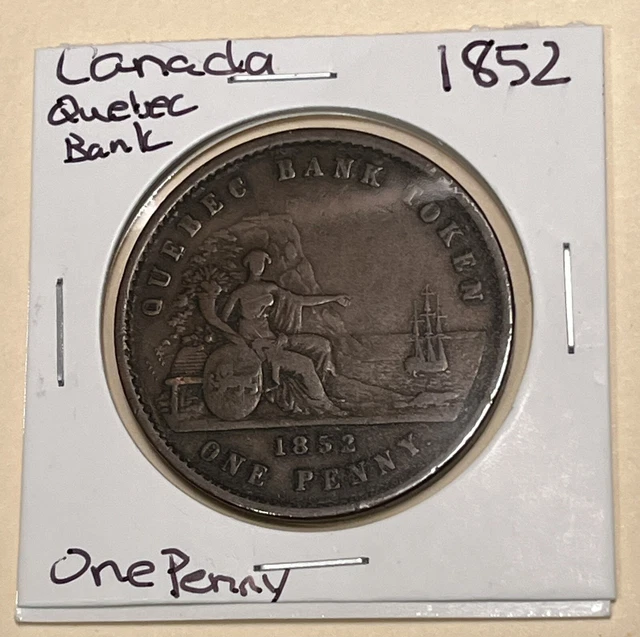 Canada 1852
Quebec
Bank
QUEBEC BANK TOKEN
1852
ONE PENNY.
One Penny